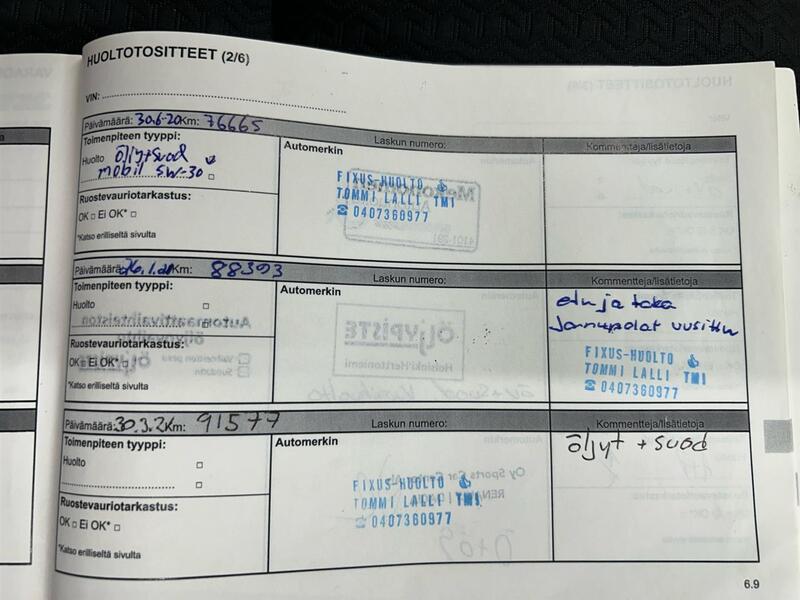 HUOLTOTOSITTEET (2/6)
VIN:
Päivämäärä: 30.6-20 Km: 76665
Laskun numero:
Kommentteja/lisätietoja
Toimenpiteen tyyppi:
Huolto öljyt+suod
mobil 5W-30
Ruostevauriotarkastus:
OK Ei OK*
*Katso erilliseltä sivulta
Automerkin
FIXUS-HUOLTO
TOMMI LALLI TMI
☎ 0407360977
Päivämäärä: 26.1.21 Km: 88393
Laskun numero:
Kommentteja/lisätietoja
Toimenpiteen tyyppi:
Huolto
Ruostevauriotarkastus:
OK Ei OK*
*Katso erilliseltä sivulta
Automerkin
etu ja taka
Jarrupalat uusittu
FIXUS-HUOLTO
TOMMI LALLI TMI
☎ 0407360977
Päivämäärä: 30.3.2 Km: 91577
Laskun numero:
Kommentteja/lisätietoja
Toimenpiteen tyyppi:
Huolto
Ruostevauriotarkastus:
OK Ei OK*
*Katso erilliseltä sivulta
Automerkin
FIXUS-HUOLTO
TOMMI LALLI TMI
☎ 0407360977
öljyt + suod
6.9